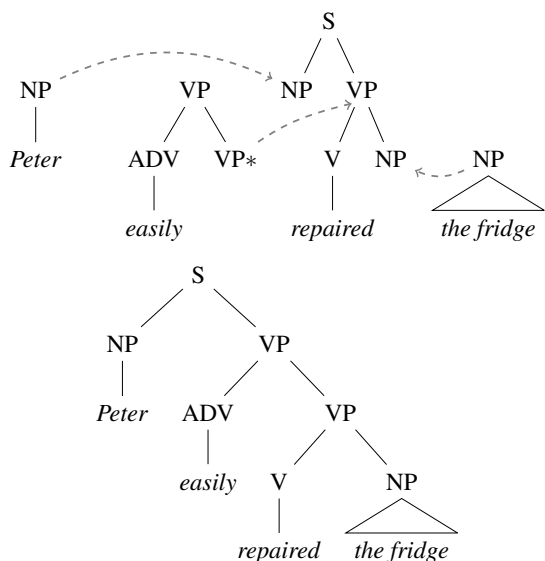 S
NP VP NP VP
Peter ADV VP∗ V NP NP
easily repaired the fridge
S
NP VP
Peter ADV VP
easily V NP
repaired the fridge